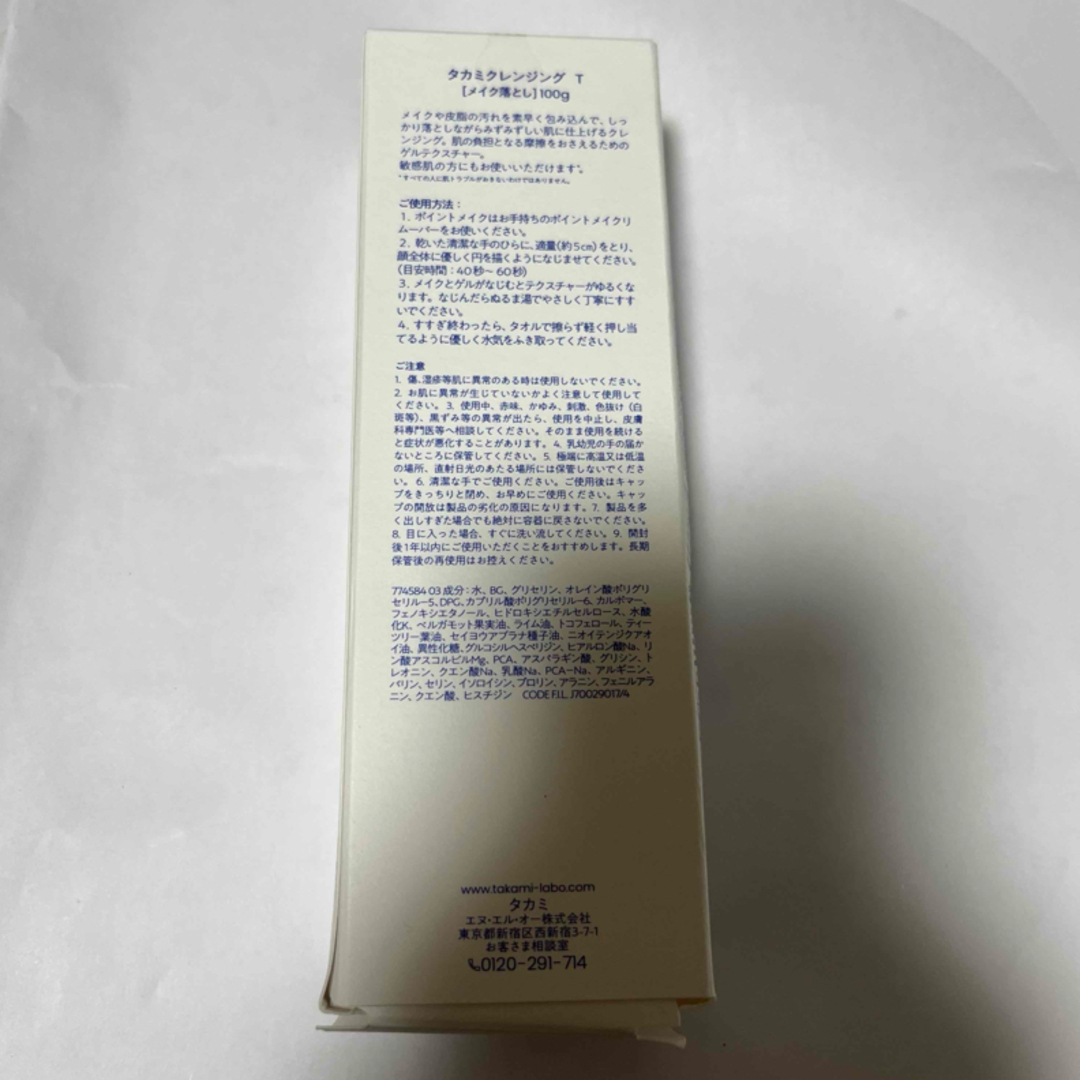 タカミクレンジング T
[メイク落とし]100g
メイクや皮脂の汚れを素早く包み込んで、しっ
かり落としながらみずみずしい肌に仕上げるクレ
ンジング。肌の負担となる摩擦をおさえるための
ゲルテクスチャー。
敏感肌の方にもお使いいただけます*。
*すべての人に肌トラブルがおきないわけではありません。
ご使用方法:
1. ポイントメイクはお手持ちのポイントメイクリ
ムーバーをお使いください。
2. 乾いた清潔な手のひらに、適量(約5cm)をとり、
顔全体に優しく円を描くようになじませてください。
(目安時間:40秒〜60秒)
3. メイクとゲルがなじむとテクスチャーがゆるくな
ります。なじんだらぬるま湯でやさしく丁寧にすす
いでください。
4. すすぎ終わったら、タオルで擦らず軽く押し当
てるように優しく水気をふき取ってください。
ご注意
1. 傷、湿疹等肌に異常のある時は使用しないでください。
2. お肌に異常が生じていないかよく注意して使用して
ください。3. 使用中、赤味、かゆみ、刺激、色抜け(白
斑等)、黒ずみ等の異常が出たら、使用を中止し、皮膚
科専門医等へ相談してください。そのまま使用を続ける
と症状が悪化することがあります。4. 乳幼児の手の届か
ないところに保管してください。5. 極端に高温又は低温
の場所、直射日光のあたる場所には保管しないでくださ
い。6. 清潔な手でご使用ください。ご使用後はキャッ
プをきっちりと閉め、お早めにご使用ください。キャップ
の開放は製品の劣化の原因になります。7. 製品を多
く出しすぎた場合でも絶対に容器に戻さないでください。
8. 目に入った場合、すぐに洗い流してください。9. 開封
後1年以内にご使用いただくことをおすすめします。長期
保管後の再使用はお控えください。
774584 03 成分:水、BG、グリセリン、オレイン酸ポリグリ
セリル-5、DPG、カプリル酸ポリグリセリル-6、カルボマー、
フェノキシエタノール、ヒドロキシエチルセルロース、水酸
化K、ベルガモット果実油、ライム油、トコフェロール、ティー
ツリー葉油、セイヨウアブラナ種子油、ニオイテンジクアオ
イ油、異性化糖、グルコシルヘスペリジン、ヒアルロン酸Na、リ
ン酸アスコルビルMg、PCA、アスパラギン酸、グリシン、ト
レオニン、クエン酸Na、乳酸Na、PCA-Na、アルギニン、
バリン、セリン、イソロイシン、プロリン、アラニン、フェニルアラ
ニン、クエン酸、ヒスチジン CODE F.I.L. J70029017/4
www.takami-labo.com
タカミ
エヌ・エル・オー株式会社
東京都新宿区西新宿3-7-1
お客さま相談室
0120-291-714